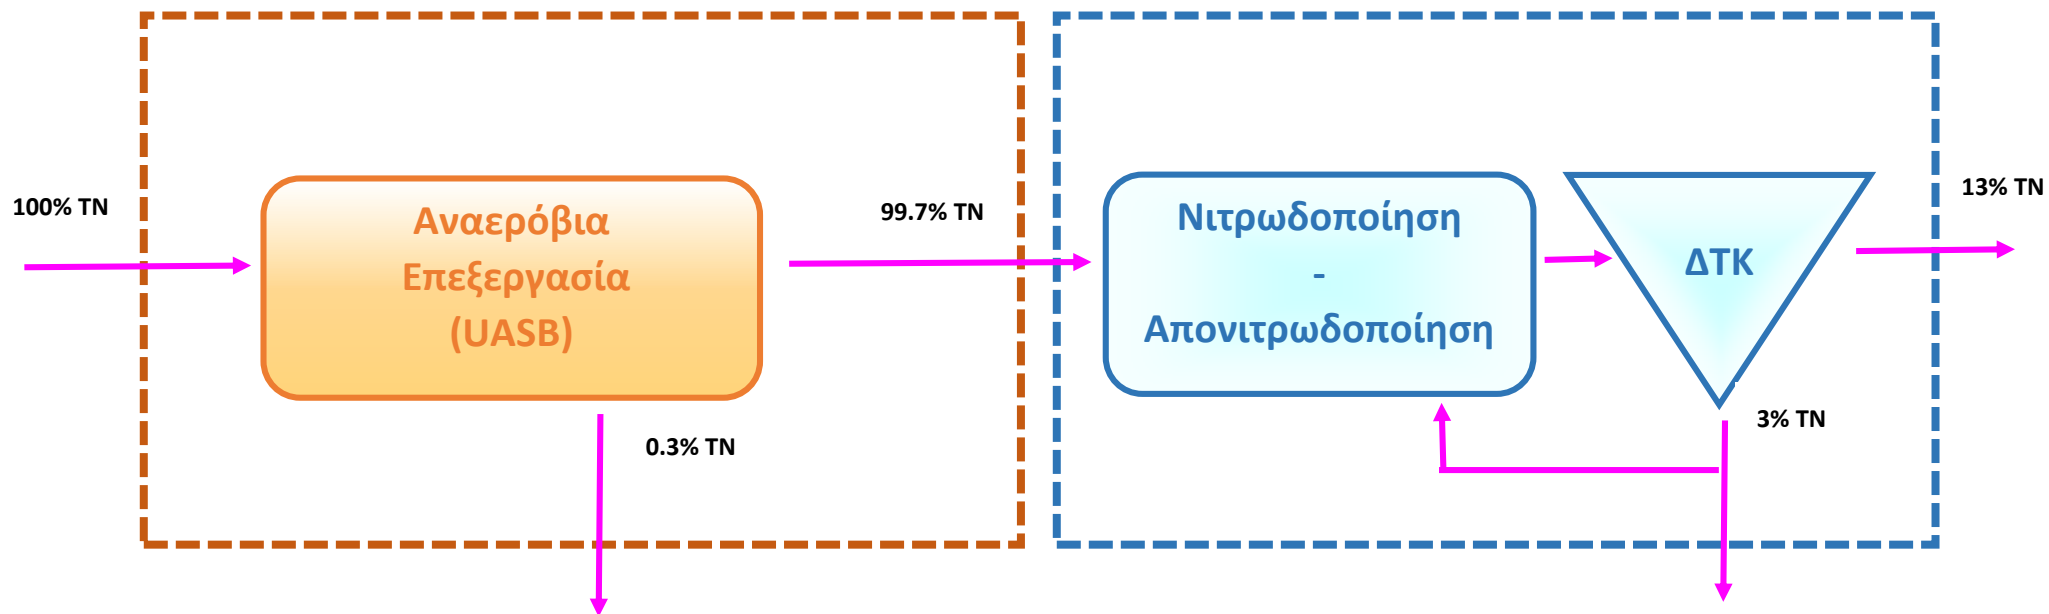 100% TN
Αναερόβια
Επεξεργασία
(UASB)
0.3% TN
99.7% TN
Νιτρωδοποίηση
-
Απονιτρωδοποίηση
ΔΤΚ
3% TN
13% TN